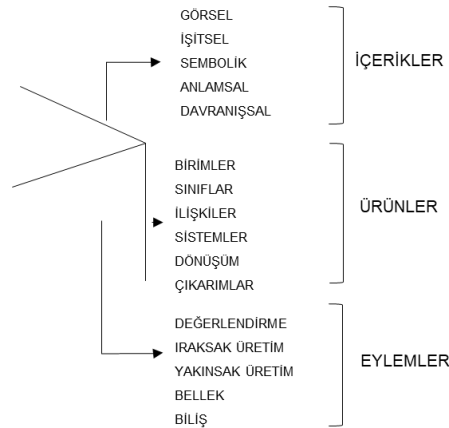 GÖRSEL
İŞİTSEL
SEMBOLİK
ANLAMSAL
DAVRANIŞSAL
İÇERİKLER
BİRİMLER
SINIFLAR
İLİŞKİLER
SİSTEMLER
DÖNÜŞÜM
ÇIKARIMLAR
ÜRÜNLER
DEĞERLENDİRME
IRAKSAK ÜRETİM
YAKINSAK ÜRETİM
BELLEK
BİLİŞ
EYLEMLER